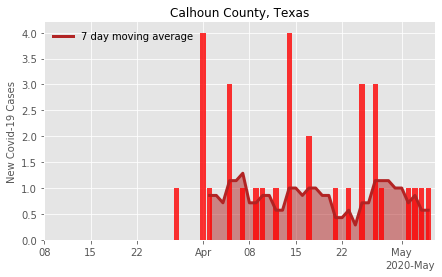 Calhoun County, Texas
7 day moving average
New Covid-19 Cases
4.0
3.5
3.0
2.5
2.0
1.5
1.0
0.5
0.0
08 15 22 Apr 08 15 22 May
2020-May